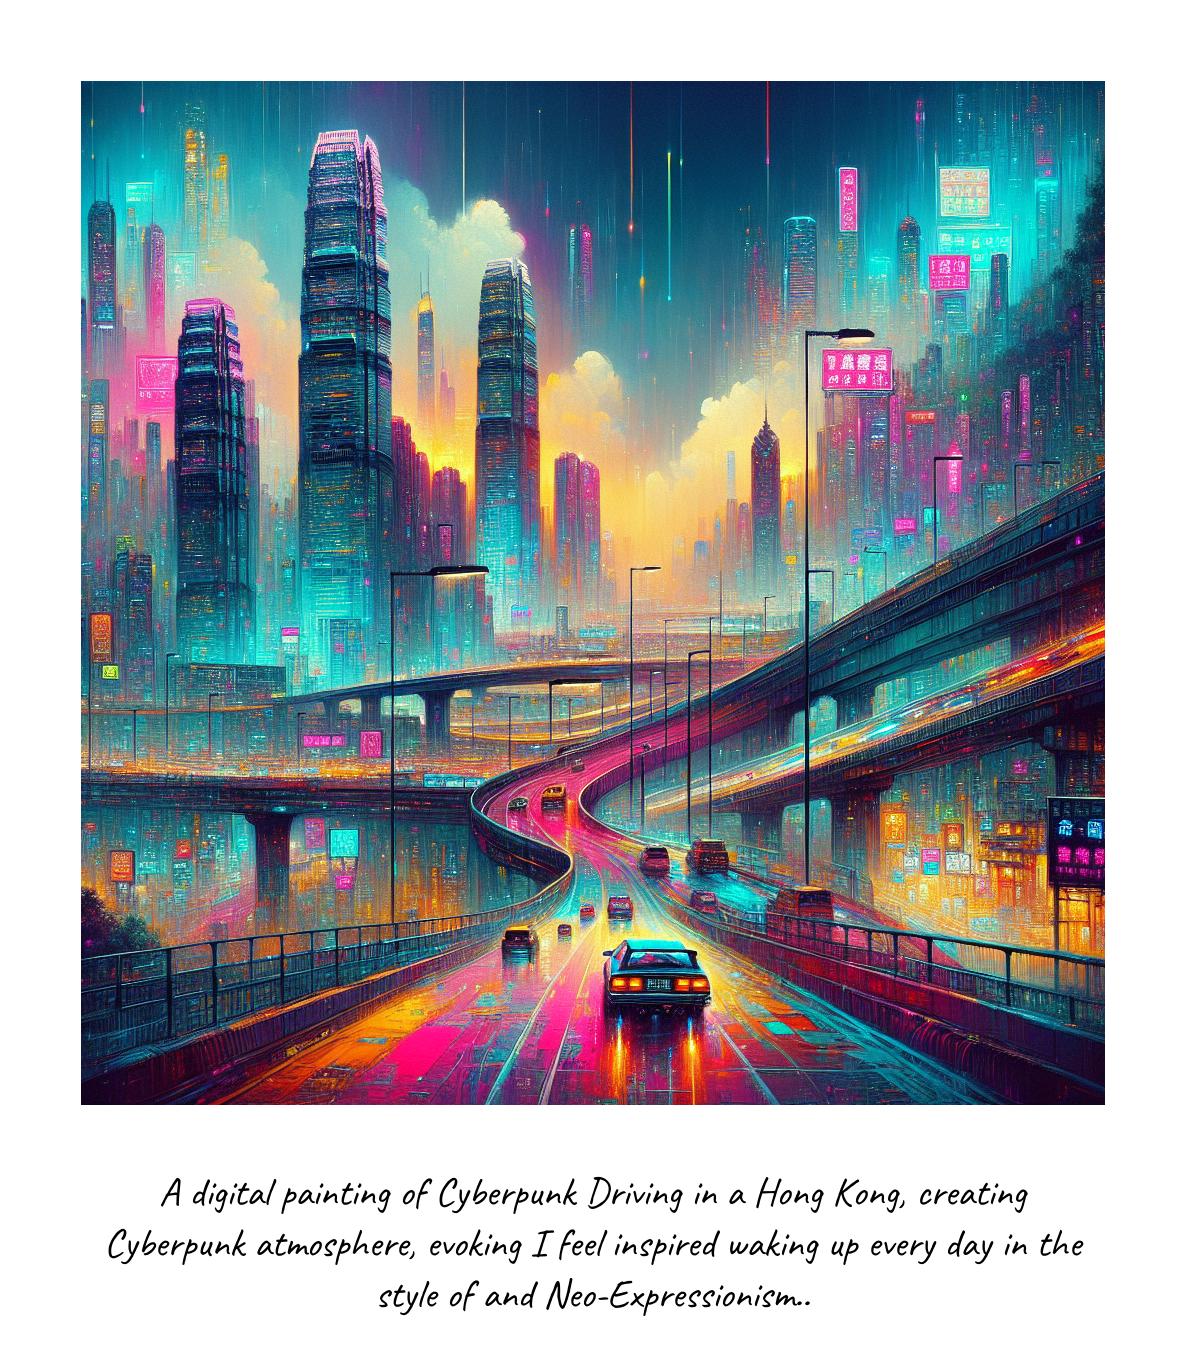 A digital painting of Cyberpunk Driving in a Hong Kong, creating
Cyberpunk atmosphere, evoking I feel inspired waking up every day in the
style of and Neo-Expressionism..